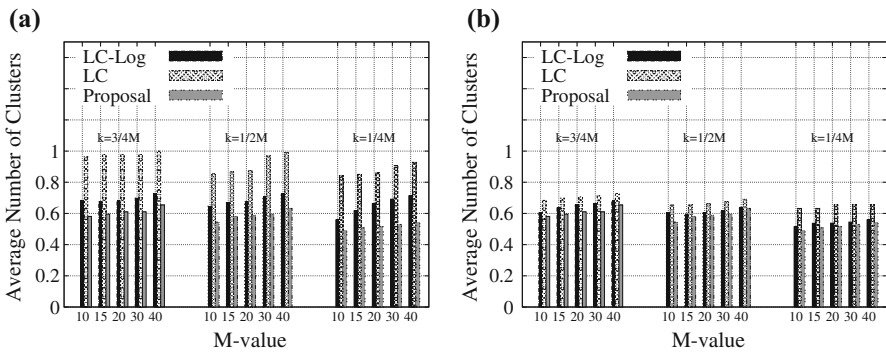 (a)
Average Number of Clusters
LC-Log
LC
Proposal
k=3/4M
k=1/2M
k=1/4M
1
0.8
0.6
0.4
0.2
0
10 15 20 30 40 10 15 20 30 40 10 15 20 30 40
M-value
(b)
Average Number of Clusters
LC-Log
LC
Proposal
k=3/4M
k=1/2M
k=1/4M
1
0.8
0.6
0.4
0.2
0
10 15 20 30 40 10 15 20 30 40 10 15 20 30 40
M-value